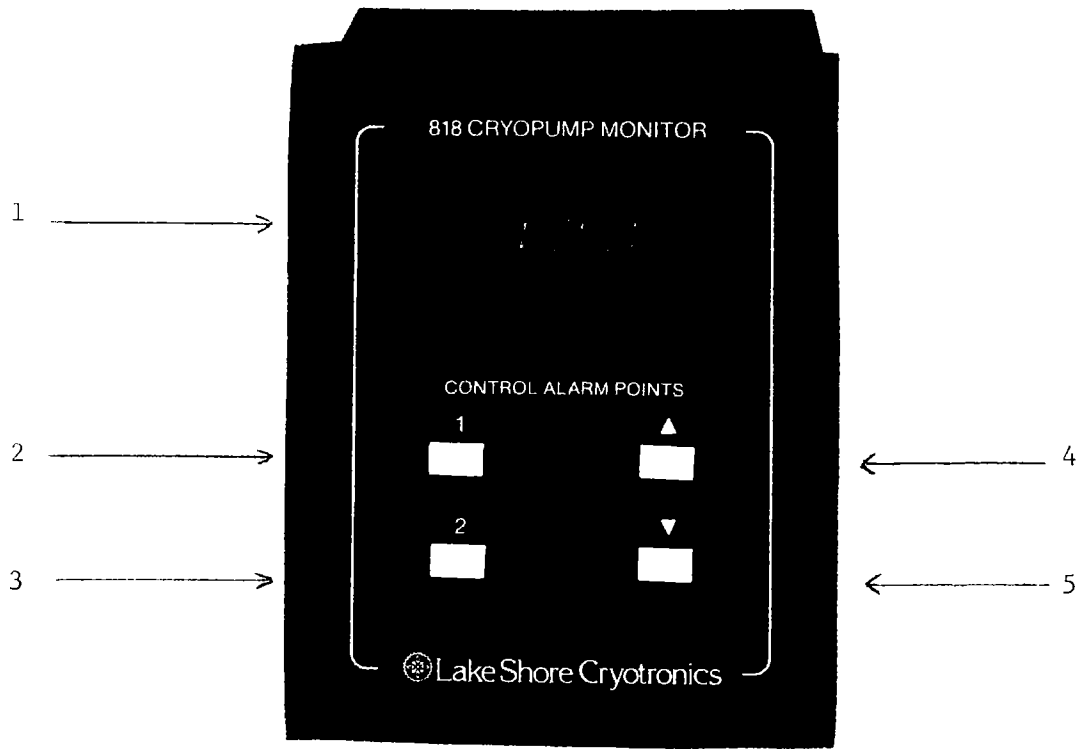 818 CRYOPUMP MONITOR
1
CONTROL ALARM POINTS
1 ▲
2 4
2 ▼
3 5
Lake Shore Cryotronics